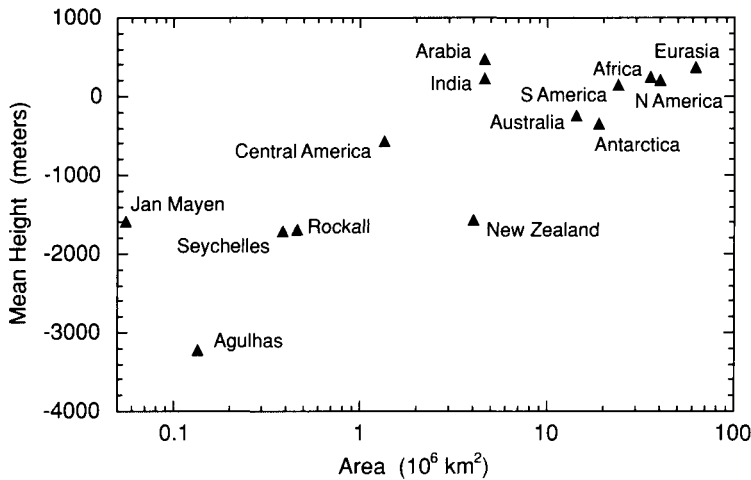 1000
0
-1000
-2000
-3000
-4000
Mean Height (meters)
Arabia
India
Eurasia
Africa
S America
N America
Australia
Antarctica
Central America
Jan Mayen
Seychelles
Rockall
New Zealand
Agulhas
0.1
1
10
100
Area (10⁶ km²)